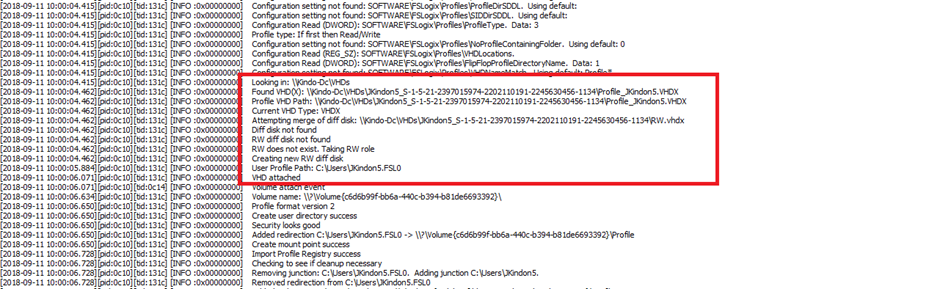 [2018-09-11 10:00:04.415][pid:0c10][tid:131c] [INFO :0x00000000] Configuration setting not found: SOFTWARE\FSLogix\Profiles\ProfileDirSDDL. Using default:
[2018-09-11 10:00:04.415][pid:0c10][tid:131c] [INFO :0x00000000] Configuration setting not found: SOFTWARE\FSLogix\Profiles\SIDDirSDDL. Using default:
[2018-09-11 10:00:04.415][pid:0c10][tid:131c] [INFO :0x00000000] Configuration Read (DWORD): SOFTWARE\FSLogix\Profiles\ProfileType. Data: 3
[2018-09-11 10:00:04.415][pid:0c10][tid:131c] [INFO :0x00000000] Profile type: If first then Read/Write
[2018-09-11 10:00:04.415][pid:0c10][tid:131c] [INFO :0x00000000] Configuration setting not found: SOFTWARE\FSLogix\Profiles\NoProfileContainingFolder. Using default: 0
[2018-09-11 10:00:04.415][pid:0c10][tid:131c] [INFO :0x00000000] Configuration Read (REG_SZ): SOFTWARE\FSLogix\Profiles\VHDLocations.
[2018-09-11 10:00:04.415][pid:0c10][tid:131c] [INFO :0x00000000] Configuration Read (DWORD): SOFTWARE\FSLogix\Profiles\FlipFlopProfileDirectoryName. Data: 1
[2018-09-11 10:00:04.415][pid:0c10][tid:131c] [INFO :0x00000000] Configuration setting not found: SOFTWARE\FSLogix\Profiles\VHDNameMatch. Using default: Profile*
[2018-09-11 10:00:04.415][pid:0c10][tid:131c] [INFO :0x00000000] Looking in: \\Kindo-Dc\VHDs
[2018-09-11 10:00:04.462][pid:0c10][tid:131c] [INFO :0x00000000] Found VHD(X): \\Kindo-Dc\VHDs\JKindon5_S-1-5-21-2397015974-2202110191-2245630456-1134\Profile_JKindon5.VHDX
[2018-09-11 10:00:04.462][pid:0c10][tid:131c] [INFO :0x00000000] Profile VHD Path: \\Kindo-Dc\VHDs\JKindon5_S-1-5-21-2397015974-2202110191-2245630456-1134\Profile_JKindon5.VHDX
[2018-09-11 10:00:04.462][pid:0c10][tid:131c] [INFO :0x00000000] Current VHD Type: VHDX
[2018-09-11 10:00:04.462][pid:0c10][tid:131c] [INFO :0x00000000] Attempting merge of diff disk: \\Kindo-Dc\VHDs\JKindon5_S-1-5-21-2397015974-2202110191-2245630456-1134\RW.vhdx
[2018-09-11 10:00:04.462][pid:0c10][tid:131c] [INFO :0x00000000] Diff disk not found
[2018-09-11 10:00:04.462][pid:0c10][tid:131c] [INFO :0x00000000] RW diff disk not found
[2018-09-11 10:00:04.462][pid:0c10][tid:131c] [INFO :0x00000000] RW does not exist. Taking RW role
[2018-09-11 10:00:04.462][pid:0c10][tid:131c] [INFO :0x00000000] Creating new RW diff disk
[2018-09-11 10:00:05.884][pid:0c10][tid:131c] [INFO :0x00000000] User Profile Path: C:\Users\JKindon5.FSL0
[2018-09-11 10:00:06.071][pid:0c10][tid:131c] [INFO :0x00000000] VHD attached
[2018-09-11 10:00:06.071][pid:0c10][tid:0c14] [INFO :0x00000000] Volume attach event
[2018-09-11 10:00:06.634][pid:0c10][tid:131c] [INFO :0x00000000] Volume name: \\?\Volume{c6d6b99f-bb6a-440c-b394-b81de6693392}\
[2018-09-11 10:00:06.650][pid:0c10][tid:131c] [INFO :0x00000000] Profile format version 2
[2018-09-11 10:00:06.650][pid:0c10][tid:131c] [INFO :0x00000000] Create user directory success
[2018-09-11 10:00:06.650][pid:0c10][tid:131c] [INFO :0x00000000] Security looks good
[2018-09-11 10:00:06.650][pid:0c10][tid:131c] [INFO :0x00000000] Added redirection C:\Users\JKindon5.FSL0 -> \\?\Volume{c6d6b99f-bb6a-440c-b394-b81de6693392}\Profile
[2018-09-11 10:00:06.650][pid:0c10][tid:131c] [INFO :0x00000000] Create mount point success
[2018-09-11 10:00:06.728][pid:0c10][tid:131c] [INFO :0x00000000] Import Profile Registry success
[2018-09-11 10:00:06.728][pid:0c10][tid:131c] [INFO :0x00000000] Checking to see if cleanup necessary
[2018-09-11 10:00:06.728][pid:0c10][tid:131c] [INFO :0x00000000] Removing junction: C:\Users\JKindon5.FSL0. Adding junction C:\Users\JKindon5.
[2018-09-11 10:00:06.728][pid:0c10][tid:131c] [INFO :0x00000000] Removed redirection from C:\Users\JKindon5.FSL0